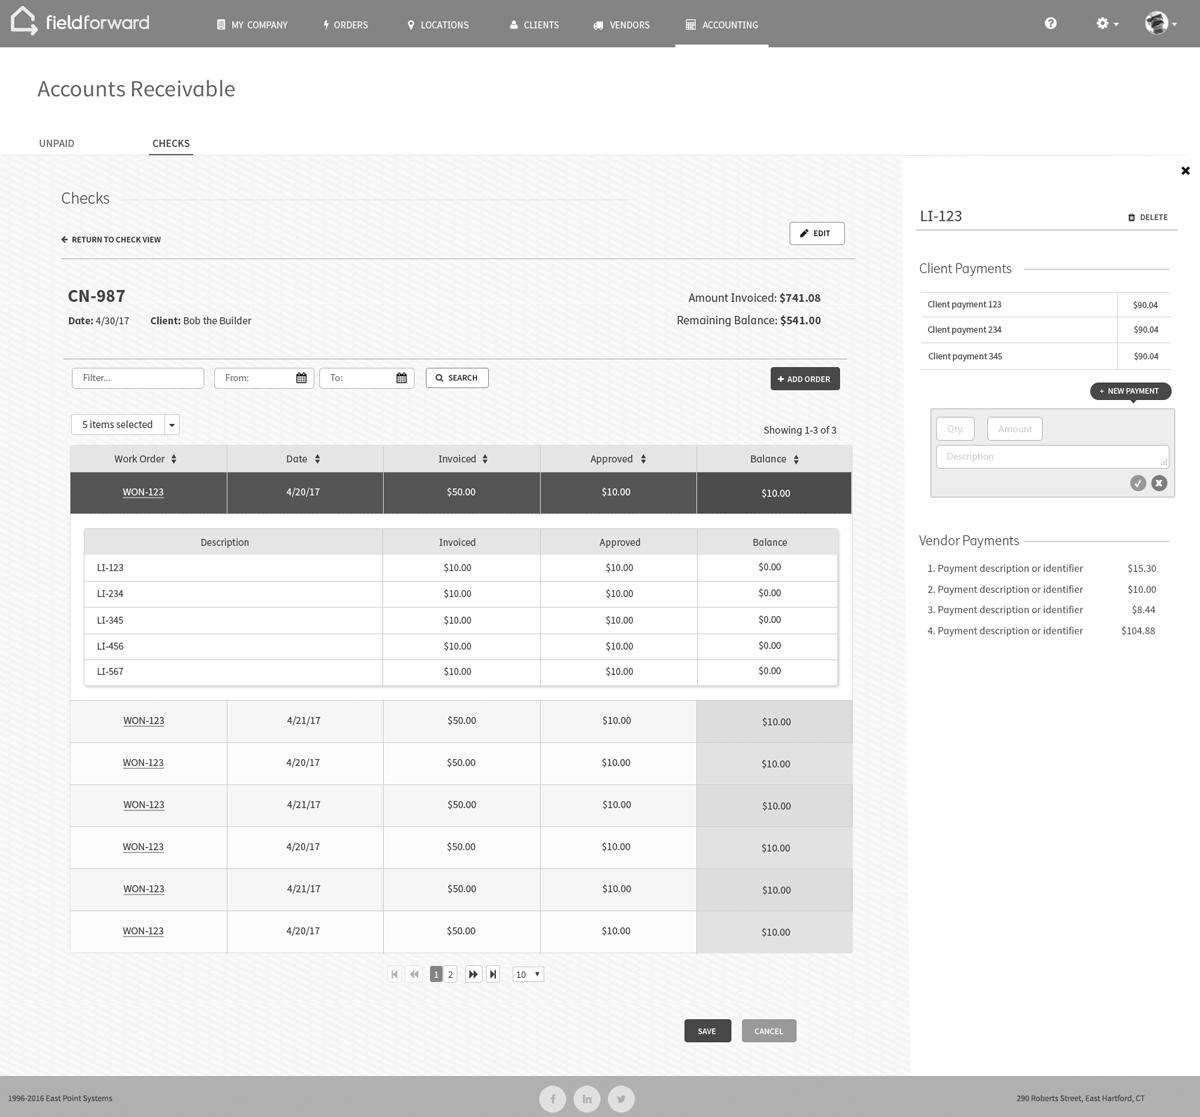 fieldforward MY COMPANY ORDERS LOCATIONS CLIENTS VENDORS ACCOUNTING
Accounts Receivable
UNPAID CHECKS
Checks
RETURN TO CHECK VIEW EDIT
CN-987 Amount Invoiced: $741.08
Date: 4/30/17 Client: Bob the Builder Remaining Balance: $541.00
Filter... From: To: SEARCH + ADD ORDER
5 items selected Showing 1-3 of 3
Work Order Date Invoiced Approved Balance
WON-123 4/20/17 $50.00 $10.00 $10.00
Description Invoiced Approved Balance
LI-123 $10.00 $10.00 $0.00
LI-234 $10.00 $10.00 $0.00
LI-345 $10.00 $10.00 $0.00
LI-456 $10.00 $10.00 $0.00
LI-567 $10.00 $10.00 $0.00
WON-123 4/21/17 $50.00 $10.00 $10.00
WON-123 4/20/17 $50.00 $10.00 $10.00
WON-123 4/21/17 $50.00 $10.00 $10.00
WON-123 4/20/17 $50.00 $10.00 $10.00
WON-123 4/21/17 $50.00 $10.00 $10.00
WON-123 4/20/17 $50.00 $10.00 $10.00
1 2 10
SAVE CANCEL
LI-123 DELETE
Client Payments
Client payment 123 $90.04
Client payment 234 $90.04
Client payment 345 $90.04
+ NEW PAYMENT
Qty. Amount
Description
Vendor Payments
1. Payment description or identifier $15.30
2. Payment description or identifier $10.00
3. Payment description or identifier $8.44
4. Payment description or identifier $104.88
1996-2016 East Point Systems f in 290 Roberts Street, East Hartford, CT